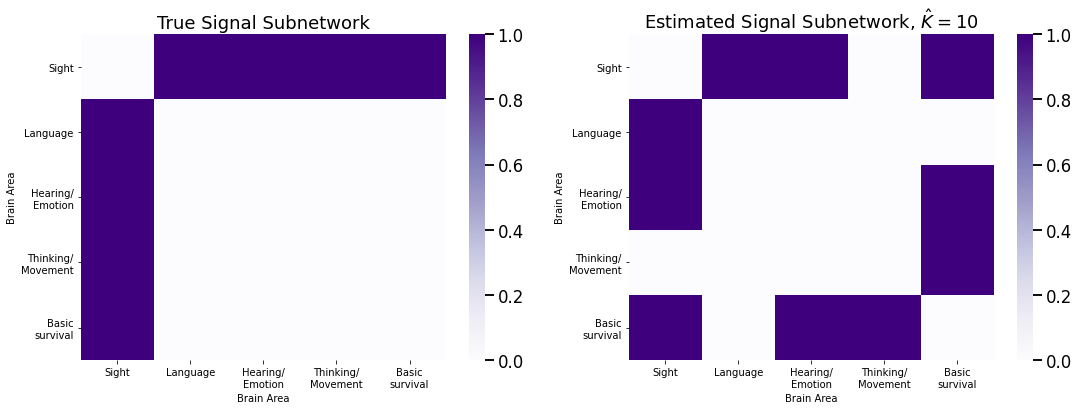 True Signal Subnetwork
Brain Area
Sight
Language
Hearing/
Emotion
Thinking/
Movement
Basic
survival
Sight
Language
Hearing/
Emotion
Thinking/
Movement
Basic
survival
Brain Area
1.0
0.8
0.6
0.4
0.2
0.0
Estimated Signal Subnetwork, K̂ = 10
Brain Area
Sight
Language
Hearing/
Emotion
Thinking/
Movement
Basic
survival
Sight
Language
Hearing/
Emotion
Thinking/
Movement
Basic
survival
Brain Area
1.0
0.8
0.6
0.4
0.2
0.0